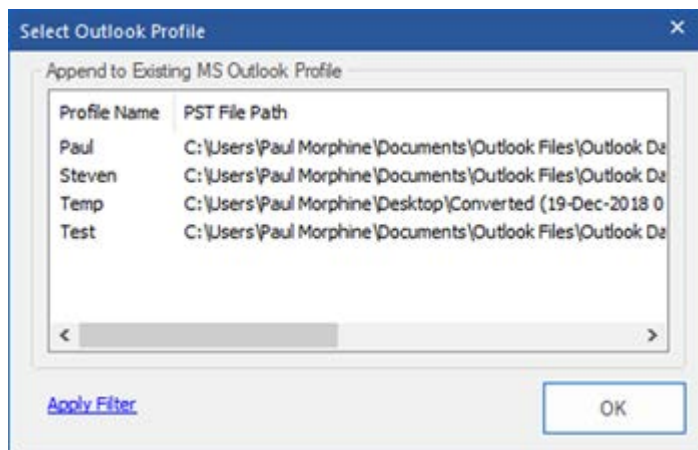 Select Outlook Profile
Append to Existing MS Outlook Profile
Profile Name PST File Path
Paul C:\Users\Paul Morphine\Documents\Outlook Files\Outlook Da
Steven C:\Users\Paul Morphine\Documents\Outlook Files\Outlook Da
Temp C:\Users\Paul Morphine\Desktop\Converted (19-Dec-2018 0
Test C:\Users\Paul Morphine\Documents\Outlook Files\Outlook Da
Apply Filter
OK